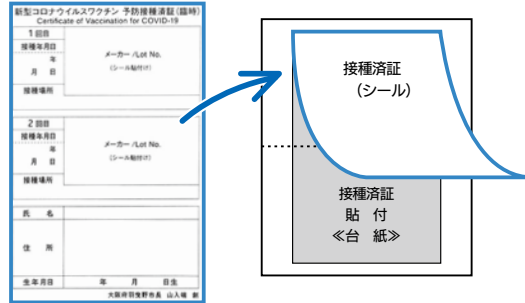 新型コロナウイルスワクチン 予防接種済証(臨時)
Certificate of Vaccination for COVID-19
1 回目
接種年月日
年
月 日
接種場所
メーカー /Lot No.
(シール貼付け)
2 回目
接種年月日
年
月 日
接種場所
メーカー /Lot No.
(シール貼付け)
氏 名
住 所
生年月日
年 月 日生
大阪府羽曳野市長 山入端 創
接種済証
(シール)
接種済証
貼 付
≪台 紙≫